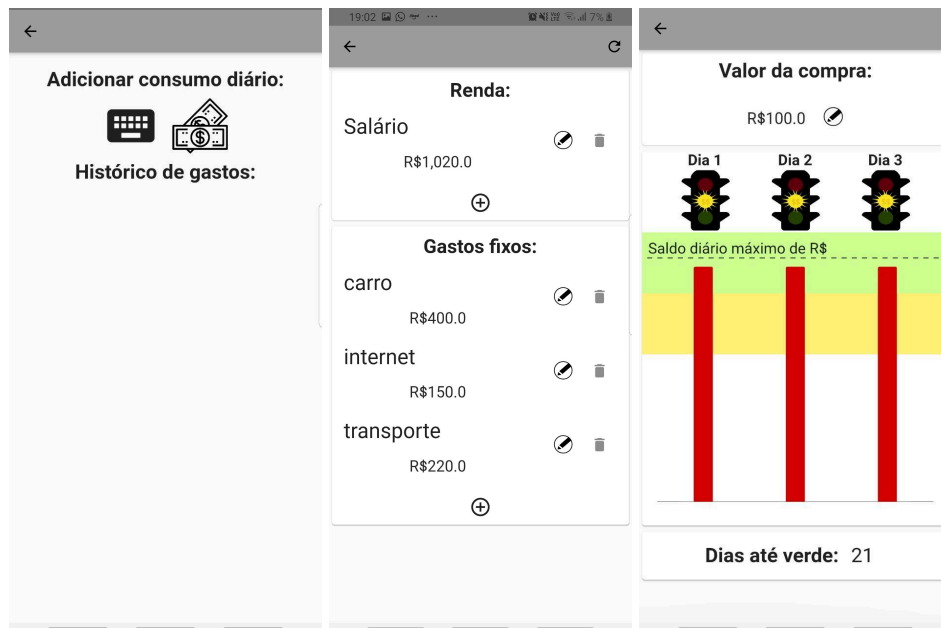 Adicionar consumo diário:
Histórico de gastos:
19:02
7%
Renda:
Salário
R$1,020.0
Gastos fixos:
carro
R$400.0
internet
R$150.0
transporte
R$220.0
Valor da compra:
R$100.0
Dia 1 Dia 2 Dia 3
Saldo diário máximo de R$
Dias até verde: 21